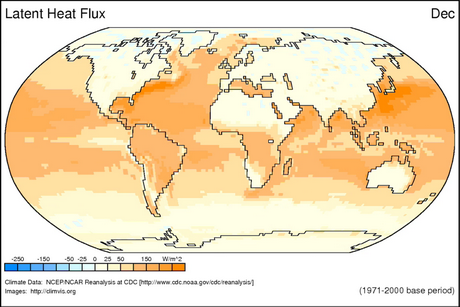 Latent Heat Flux
Dec
-250 -150 -50 -25 0 25 50 150 W/m^2
Climate Data: NCEP/NCAR Reanalysis at CDC [http://www.cdc.noaa.gov/cdc/reanalysis/]
Images: http://climvis.org
(1971-2000 base period)